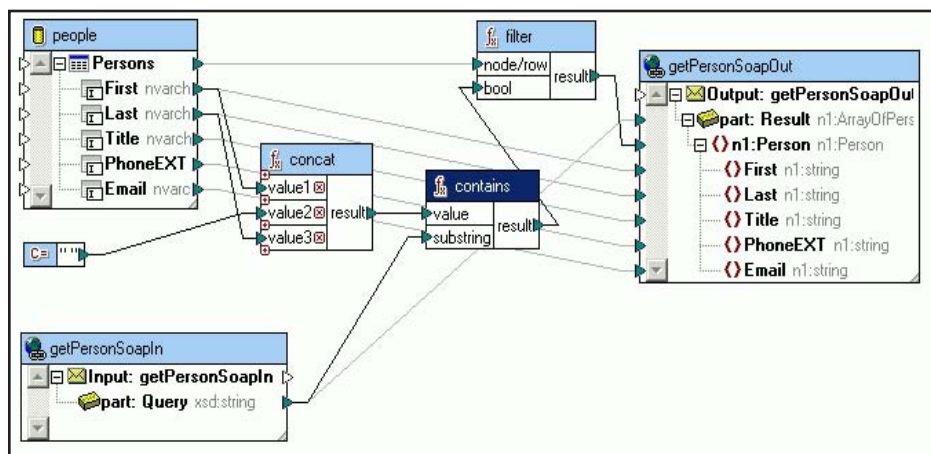 people
Persons
First nvarch
Last nvarch
Title nvarch
PhoneEXT
Email nvarc
C= " "
concat
value1
value2
value3
result
contains
value
substring
result
filter
node/row
bool
result
getPersonSoapOut
Output: getPersonSoapOut
part: Result n1:ArrayOfPers
n1:Person n1:Person
First n1:string
Last n1:string
Title n1:string
PhoneEXT n1:string
Email n1:string
getPersonSoapIn
Input: getPersonSoapIn
part: Query xsd:string